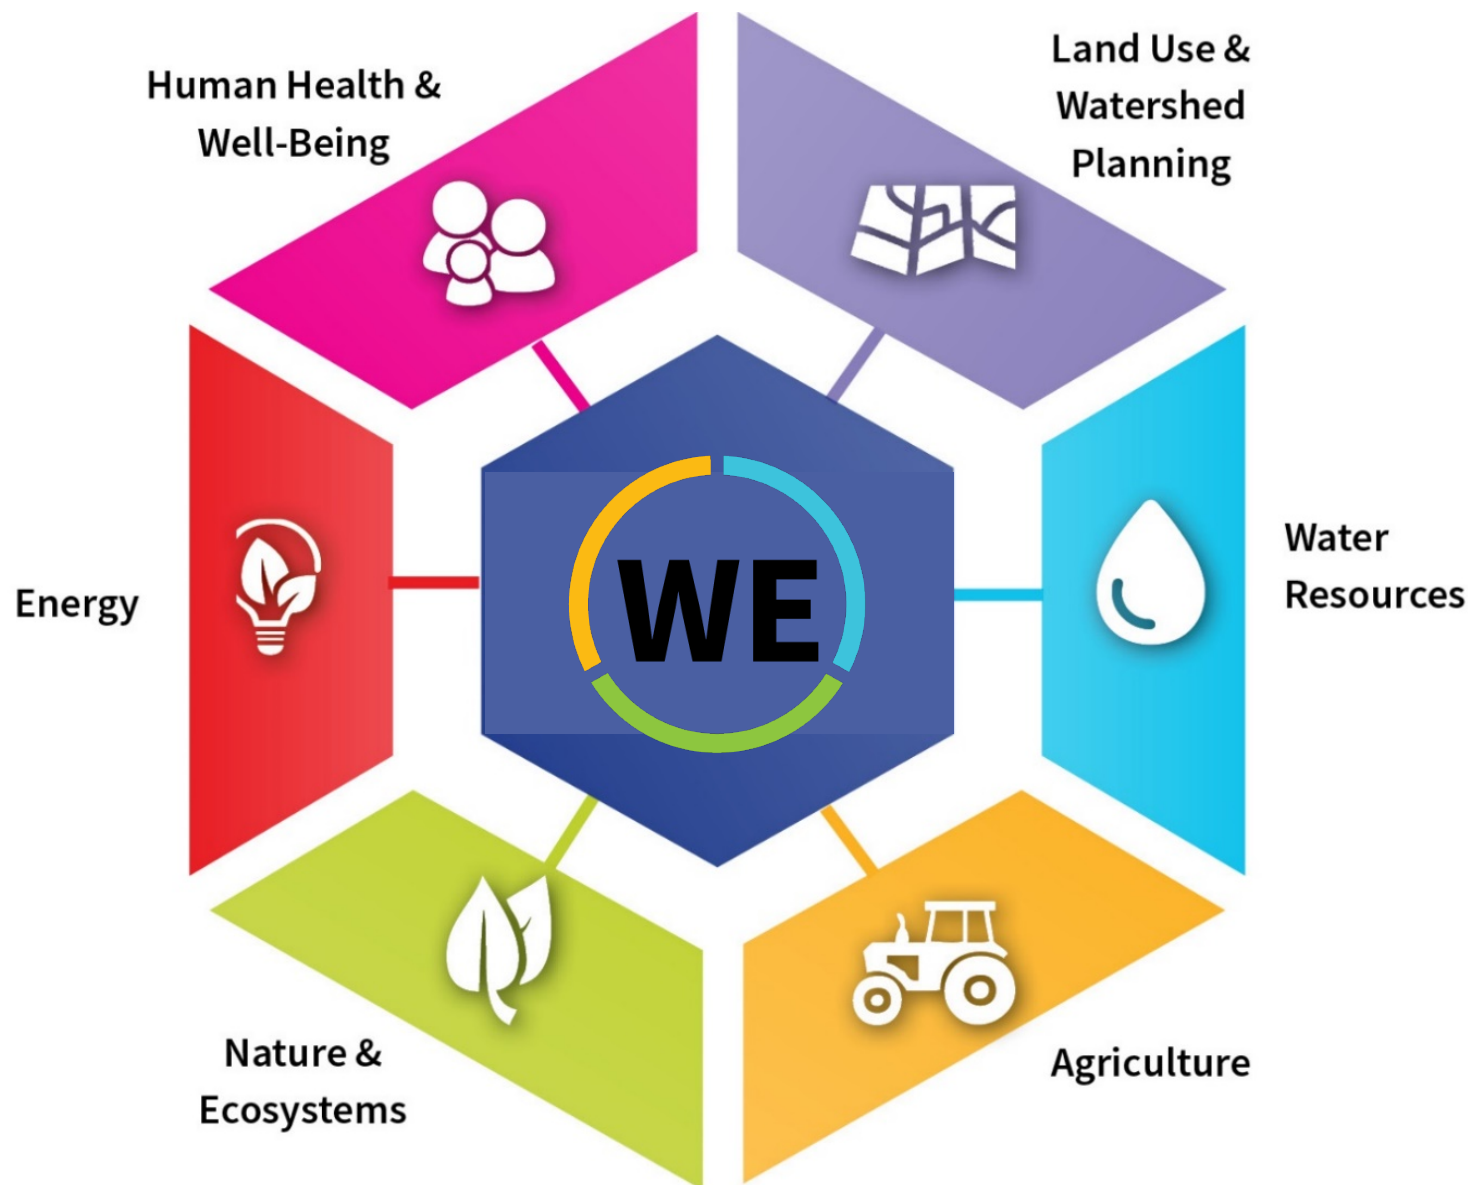 Human Health &
Well-Being
Land Use &
Watershed
Planning
Energy
WE
Water
Resources
Nature &
Ecosystems
Agriculture